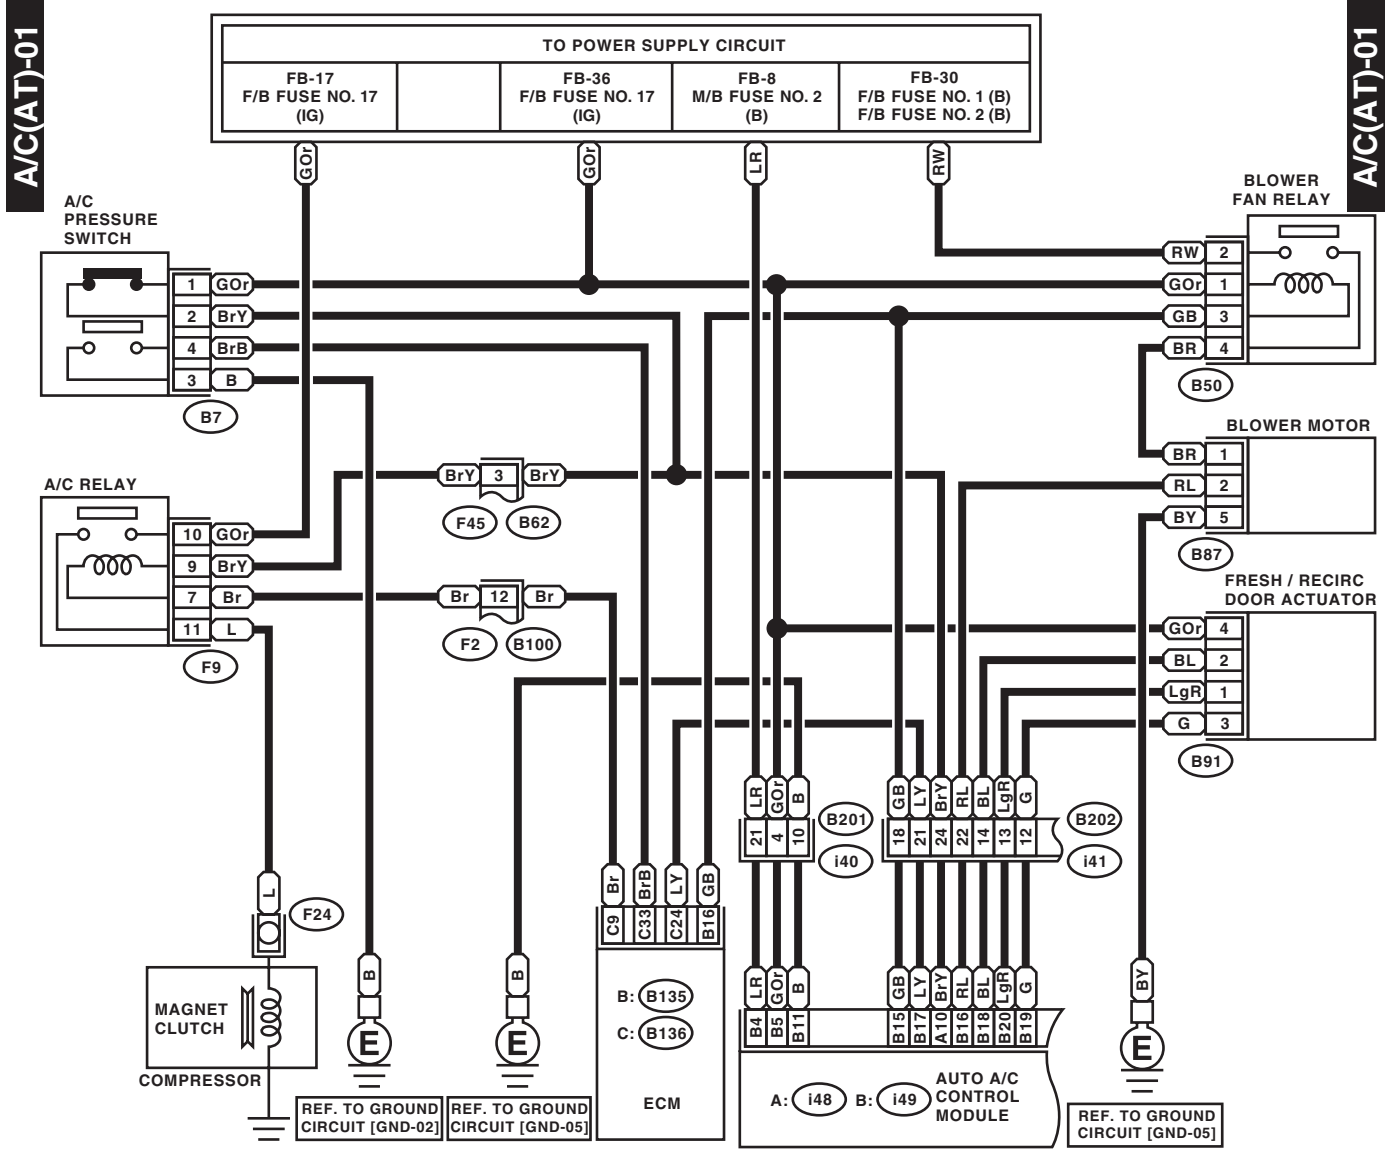 A/C(AT)-01
A/C(AT)-01
TO POWER SUPPLY CIRCUIT
FB-17
F/B FUSE NO. 17
(IG)
FB-36
F/B FUSE NO. 17
(IG)
FB-8
M/B FUSE NO. 2
(B)
FB-30
F/B FUSE NO. 1 (B)
F/B FUSE NO. 2 (B)
GOr
GOr
LR
RW
A/C
PRESSURE
SWITCH
1 GOr
2 BrY
4 BrB
3 B
B7
BLOWER
FAN RELAY
RW 2
GOr 1
GB 3
BR 4
B50
BLOWER MOTOR
BR 1
RL 2
BY 5
B87
A/C RELAY
10 GOr
9 BrY
7 Br
11 L
F9
BrY 3 BrY
F45 B62
Br 12 Br
F2 B100
FRESH / RECIRC
DOOR ACTUATOR
GOr 4
BL 2
LgR 1
G 3
B91
LR GOr B
21 4 10
B201
i40
GB LY BrY RL BL LgR G
18 21 24 22 14 13 12
B202
i41
L
F24
MAGNET
CLUTCH
COMPRESSOR
B
E
REF. TO GROUND
CIRCUIT [GND-02]
B
E
REF. TO GROUND
CIRCUIT [GND-05]
Br BrB LY GB
C9 C33 C24 B16
B: B135
C: B136
ECM
LR GOr B
B4 B5 B11
GB LY BrY RL BL LgR G
B15 B17 A10 B16 B18 B20 B19
A: i48 B: i49
AUTO A/C
CONTROL
MODULE
BY
E
REF. TO GROUND
CIRCUIT [GND-05]